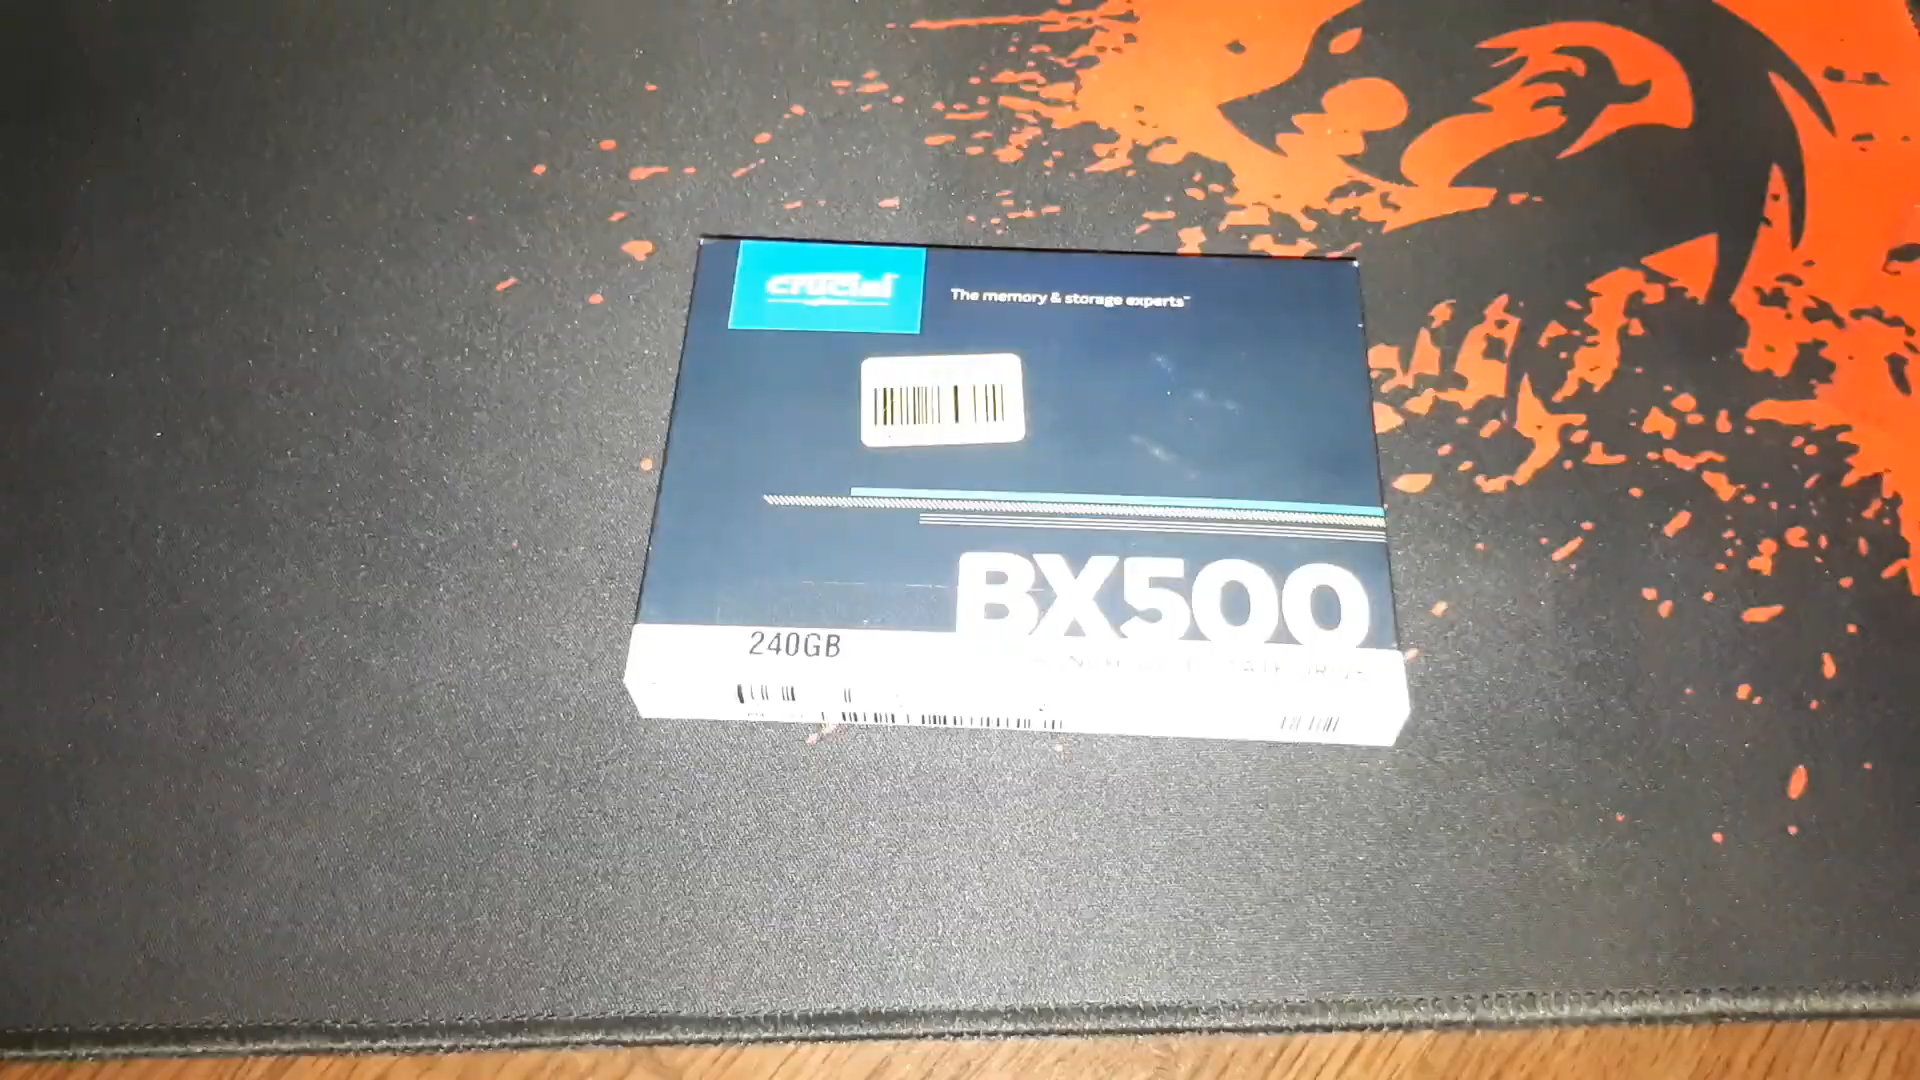 crucial
The memory & storage experts™
BX500
240GB